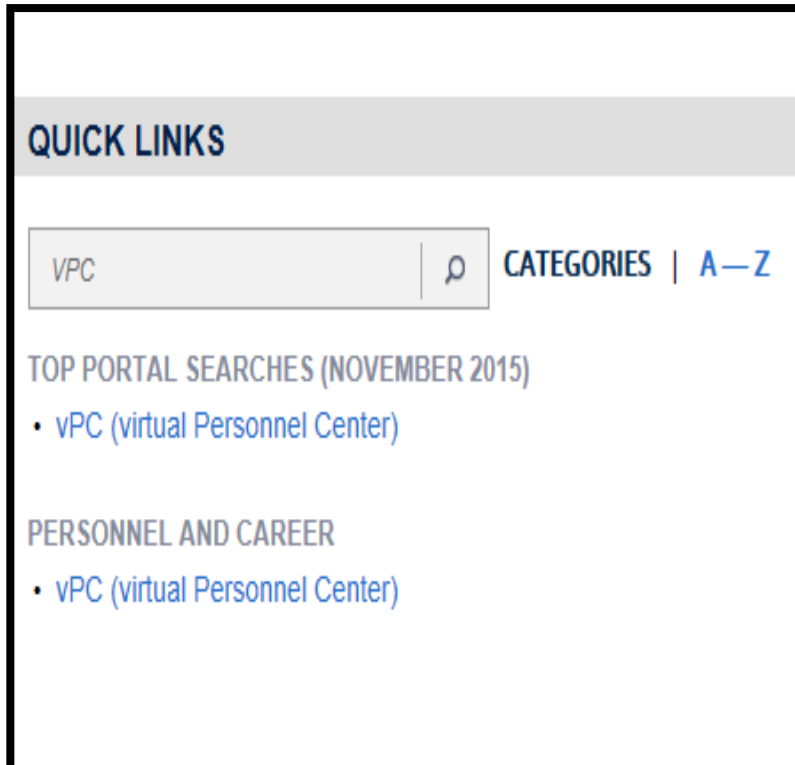 QUICK LINKS
VPC
CATEGORIES | A — Z
TOP PORTAL SEARCHES (NOVEMBER 2015)
• vPC (virtual Personnel Center)
PERSONNEL AND CAREER
• vPC (virtual Personnel Center)